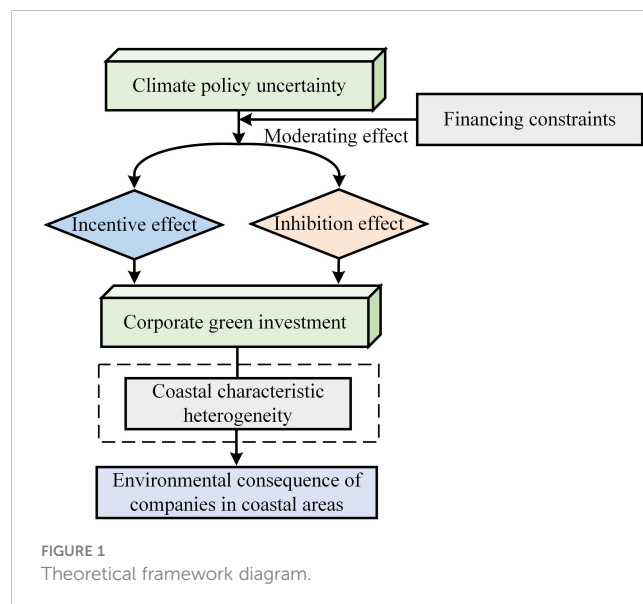 Climate policy uncertainty
Financing constraints
Moderating effect
Incentive effect
Inhibition effect
Corporate green investment
Coastal characteristic
heterogeneity
Environmental consequence of
companies in coastal areas
FIGURE 1
Theoretical framework diagram.